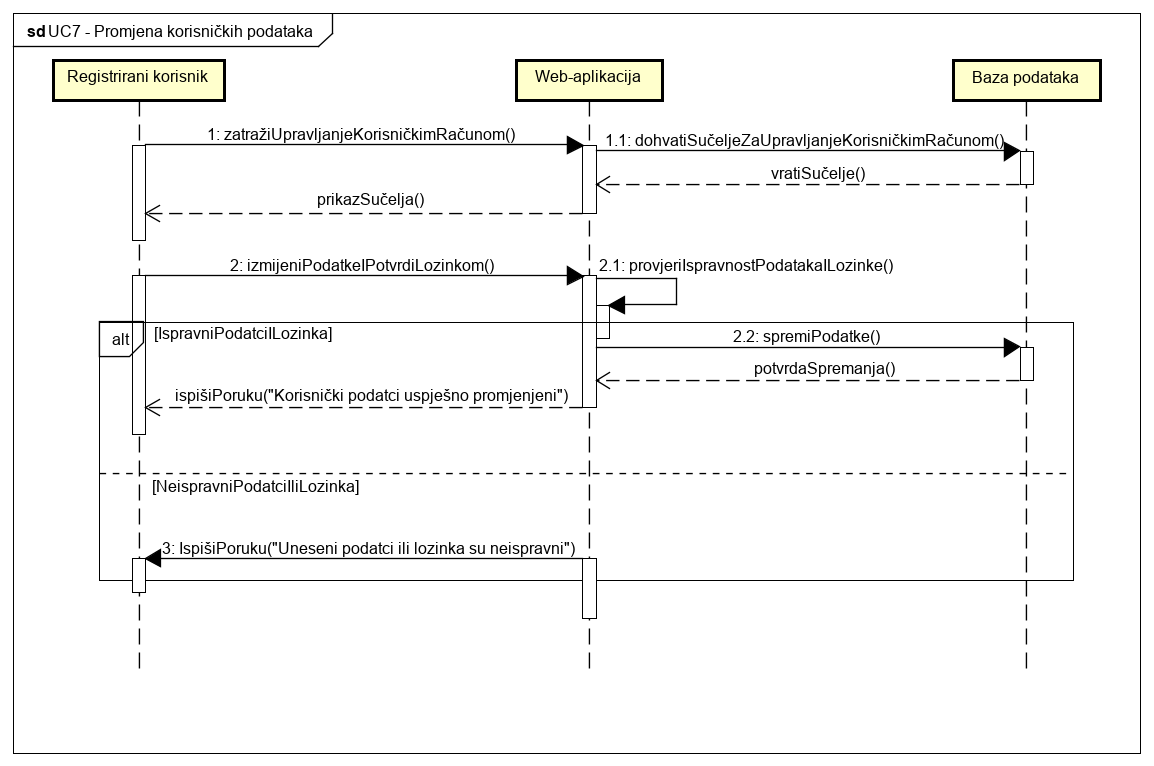 sd UC7 - Promjena korisničkih podataka
Registrirani korisnik
Web-aplikacija
Baza podataka
1: zatražiUpravljanjeKorisničkimRačunom()
1.1: dohvatiSučeljeZaUpravljanjeKorisničkimRačunom()
vratiSučelje()
prikazSučelja()
2: izmijeniPodatkeIPotvrdiLozinkom()
2.1: provjeriIspravnostPodatakaILozinke()
alt
[IspravniPodatciILozinka]
2.2: spremiPodatke()
potvrdaSpremanja()
ispišiPoruku("Korisnički podatci uspješno promjenjeni")
[NeispravniPodatciIliLozinka]
3: IspišiPoruku("Uneseni podatci ili lozinka su neispravni")